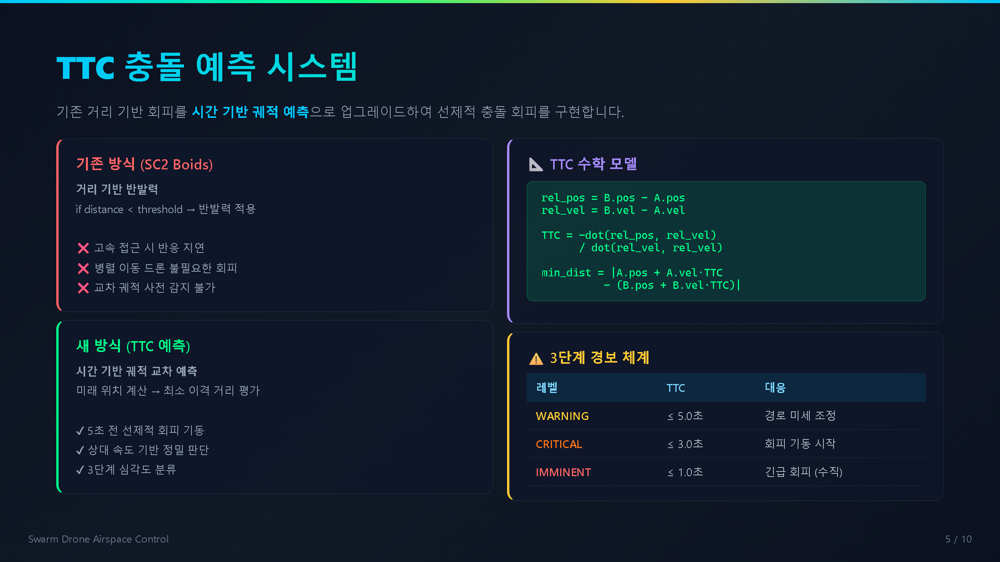 TTC 충돌 예측 시스템
기존 거리 기반 회피를 시간 기반 궤적 예측으로 업그레이드하여 선제적 충돌 회피를 구현합니다.
기존 방식 (SC2 Boids)
거리 기반 반발력
if distance < threshold → 반발력 적용
❌ 고속 접근 시 반응 지연
❌ 병렬 이동 드론 불필요한 회피
❌ 교차 궤적 사전 감지 불가
새 방식 (TTC 예측)
시간 기반 궤적 교차 예측
미래 위치 계산 → 최소 이격 거리 평가
✓ 5초 전 선제적 회피 기동
✓ 상대 속도 기반 정밀 판단
✓ 3단계 심각도 분류
📐 TTC 수학 모델
rel_pos = B.pos − A.pos
rel_vel = B.vel − A.vel
TTC = −dot(rel_pos, rel_vel)
/ dot(rel_vel, rel_vel)
min_dist = |A.pos + A.vel·TTC
− (B.pos + B.vel·TTC)|
⚠️ 3단계 경보 체계
레벨 TTC 대응
WARNING ≤ 5.0초 경로 미세 조정
CRITICAL ≤ 3.0초 회피 기동 시작
IMMINENT ≤ 1.0초 긴급 회피 (수직)
Swarm Drone Airspace Control
5 / 10